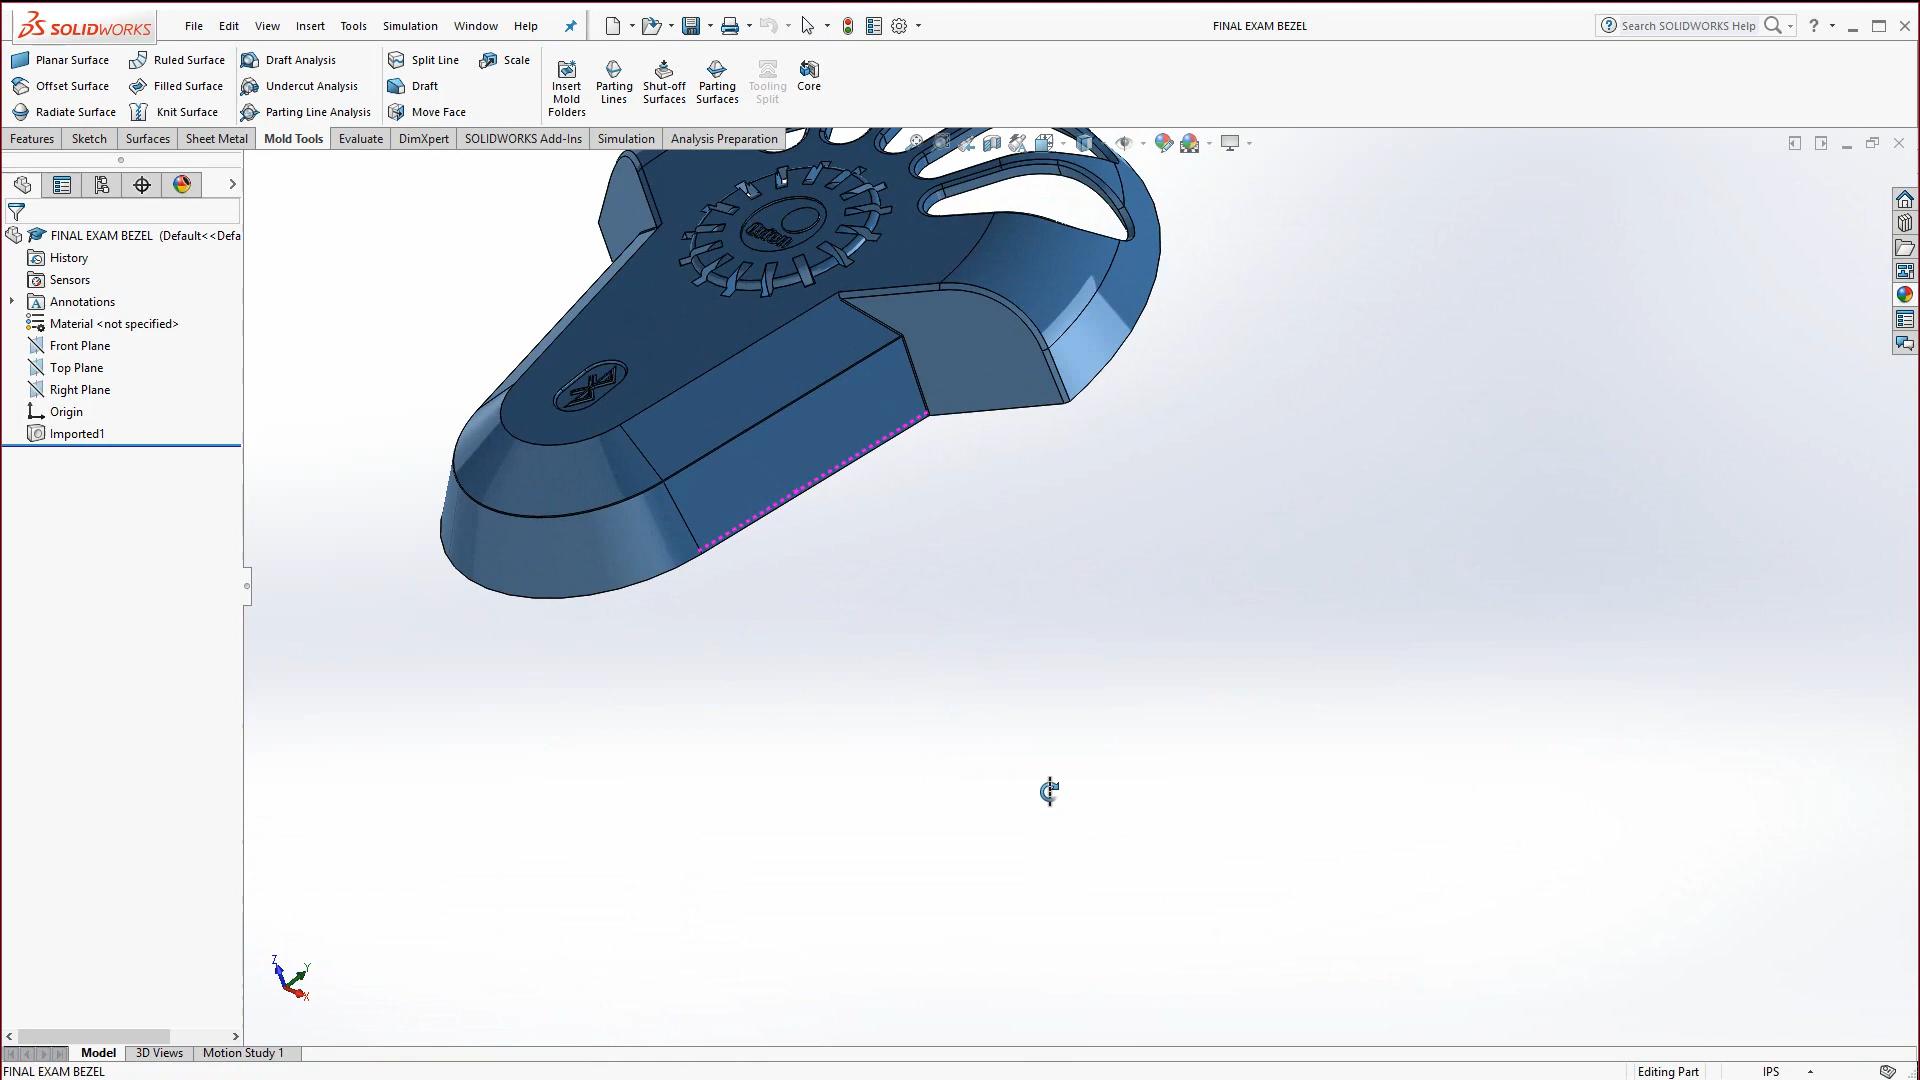 SOLIDWORKS
File Edit View Insert Tools Simulation Window Help
FINAL EXAM BEZEL
Search SOLIDWORKS Help
Planar Surface Ruled Surface Draft Analysis Split Line Scale
Offset Surface Filled Surface Undercut Analysis Draft
Radiate Surface Knit Surface Parting Line Analysis Move Face
Insert Mold Folders
Parting Lines
Shut-off Surfaces
Parting Surfaces
Tooling Split
Core
Features Sketch Surfaces Sheet Metal Mold Tools Evaluate DimXpert SOLIDWORKS Add-Ins Simulation Analysis Preparation
FINAL EXAM BEZEL (Default<<Defa
History
Sensors
Annotations
Material <not specified>
Front Plane
Top Plane
Right Plane
Origin
Imported1
Z
Y
X
Model 3D Views Motion Study 1
FINAL EXAM BEZEL
Editing Part IPS